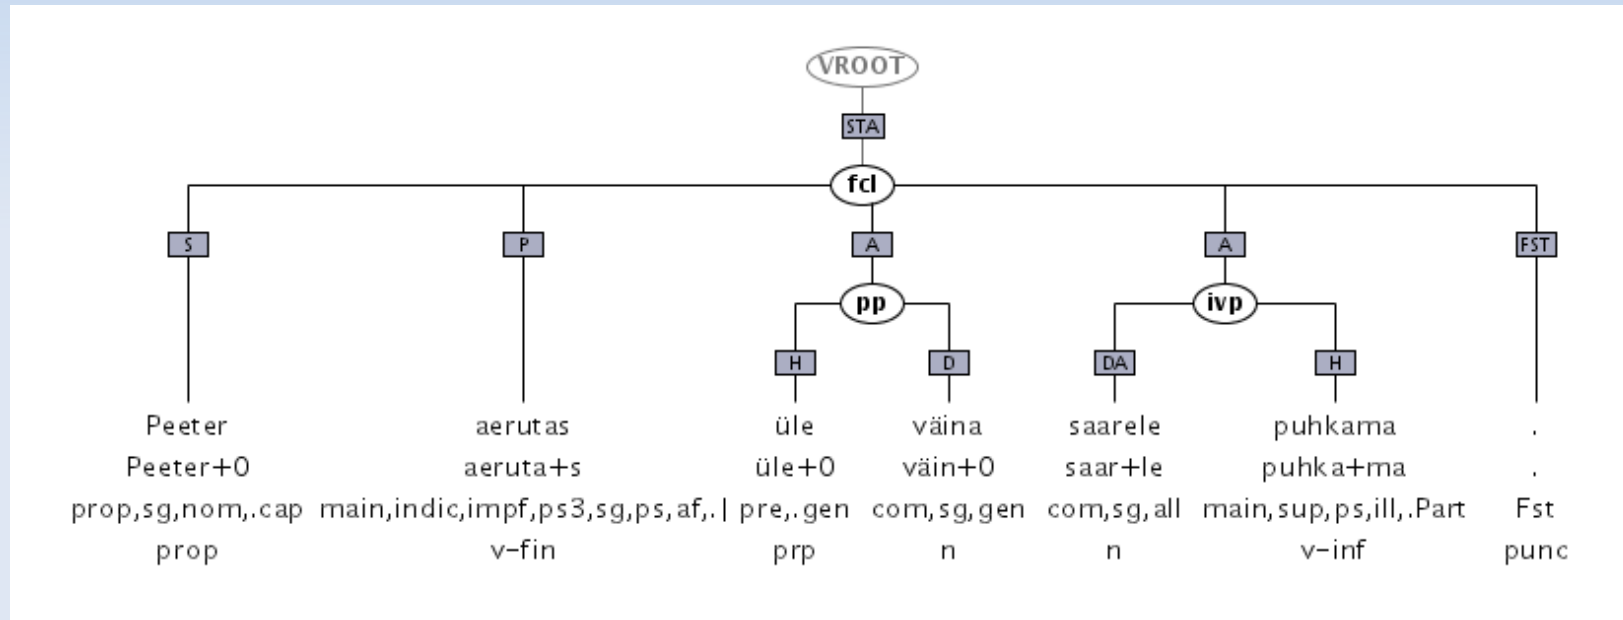 VROOT
STA
fcl
S P A A FST
pp ivp
H D DA H
Peeter aerutas üle väina saarele puhkama .
Peeter+0 aeruta+s üle+0 väin+0 saar+le puhka+ma .
prop,sg,nom,.cap main,indic,impf,ps3,sg,ps,af,.| pre,.gen com,sg,gen com,sg,all main,sup,ps,ill,.Part Fst
prop v-fin prp n n v-inf punc